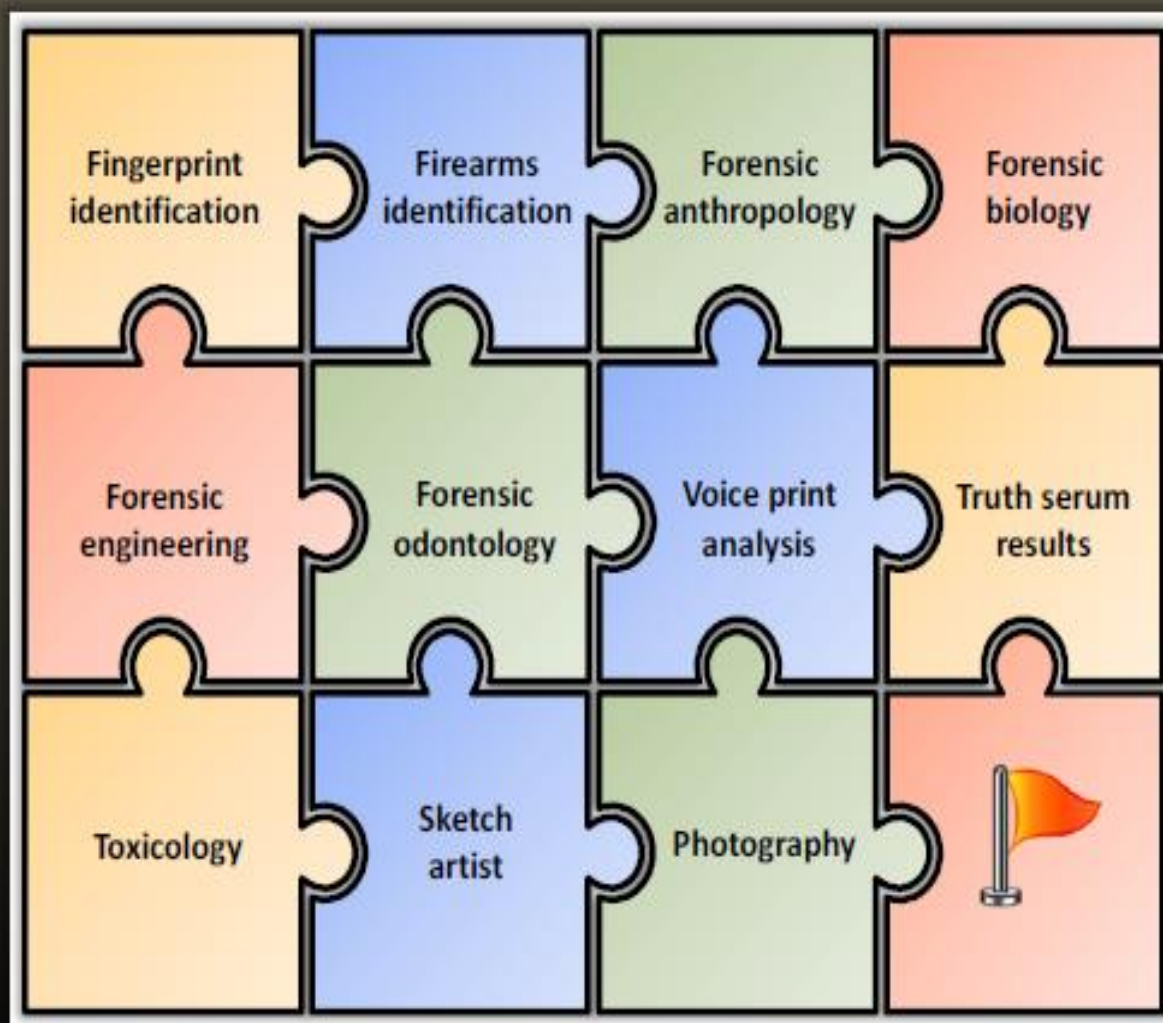 Fingerprint
identification
Firearms
identification
Forensic
anthropology
Forensic
biology
Forensic
engineering
Forensic
odontology
Voice print
analysis
Truth serum
results
Toxicology
Sketch
artist
Photography